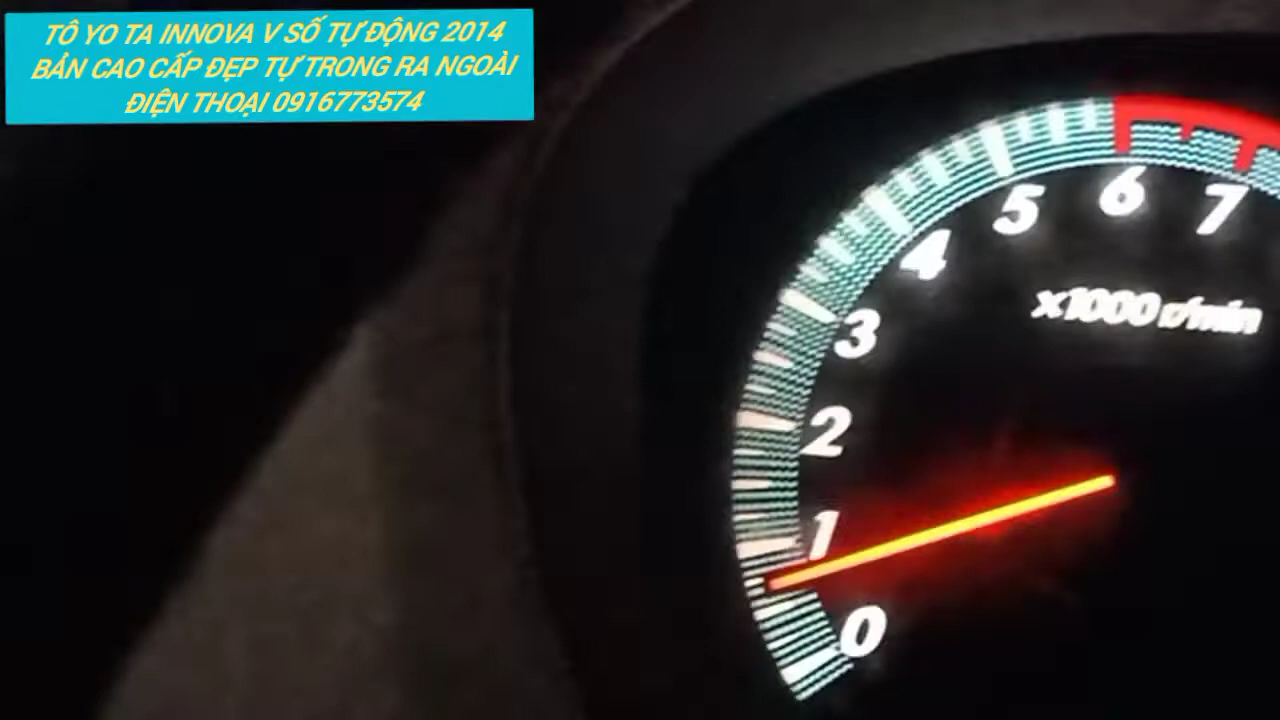 TÔ YO TA INNOVA V SỐ TỰ ĐỘNG 2014
BẢN CAO CẤP ĐẸP TỰ TRONG RA NGOÀI
ĐIỆN THOẠI 0916773574
7
6
5
4
x1000 r/min
3
2
1
0